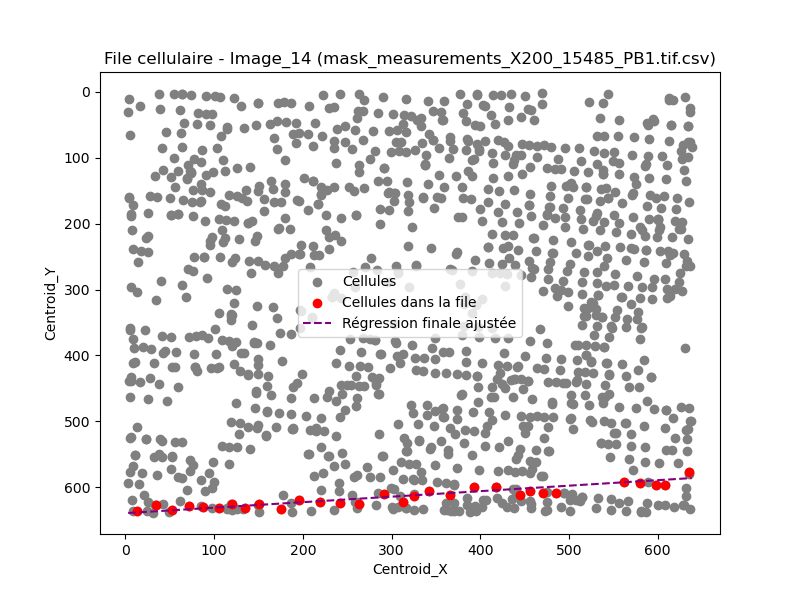 File cellulaire - Image_14 (mask_measurements_X200_15485_PB1.tif.csv)
0
100
200
300
400
500
600
Centroid_Y
Cellules
Cellules dans la file
Régression finale ajustée
0 100 200 300 400 500 600
Centroid_X